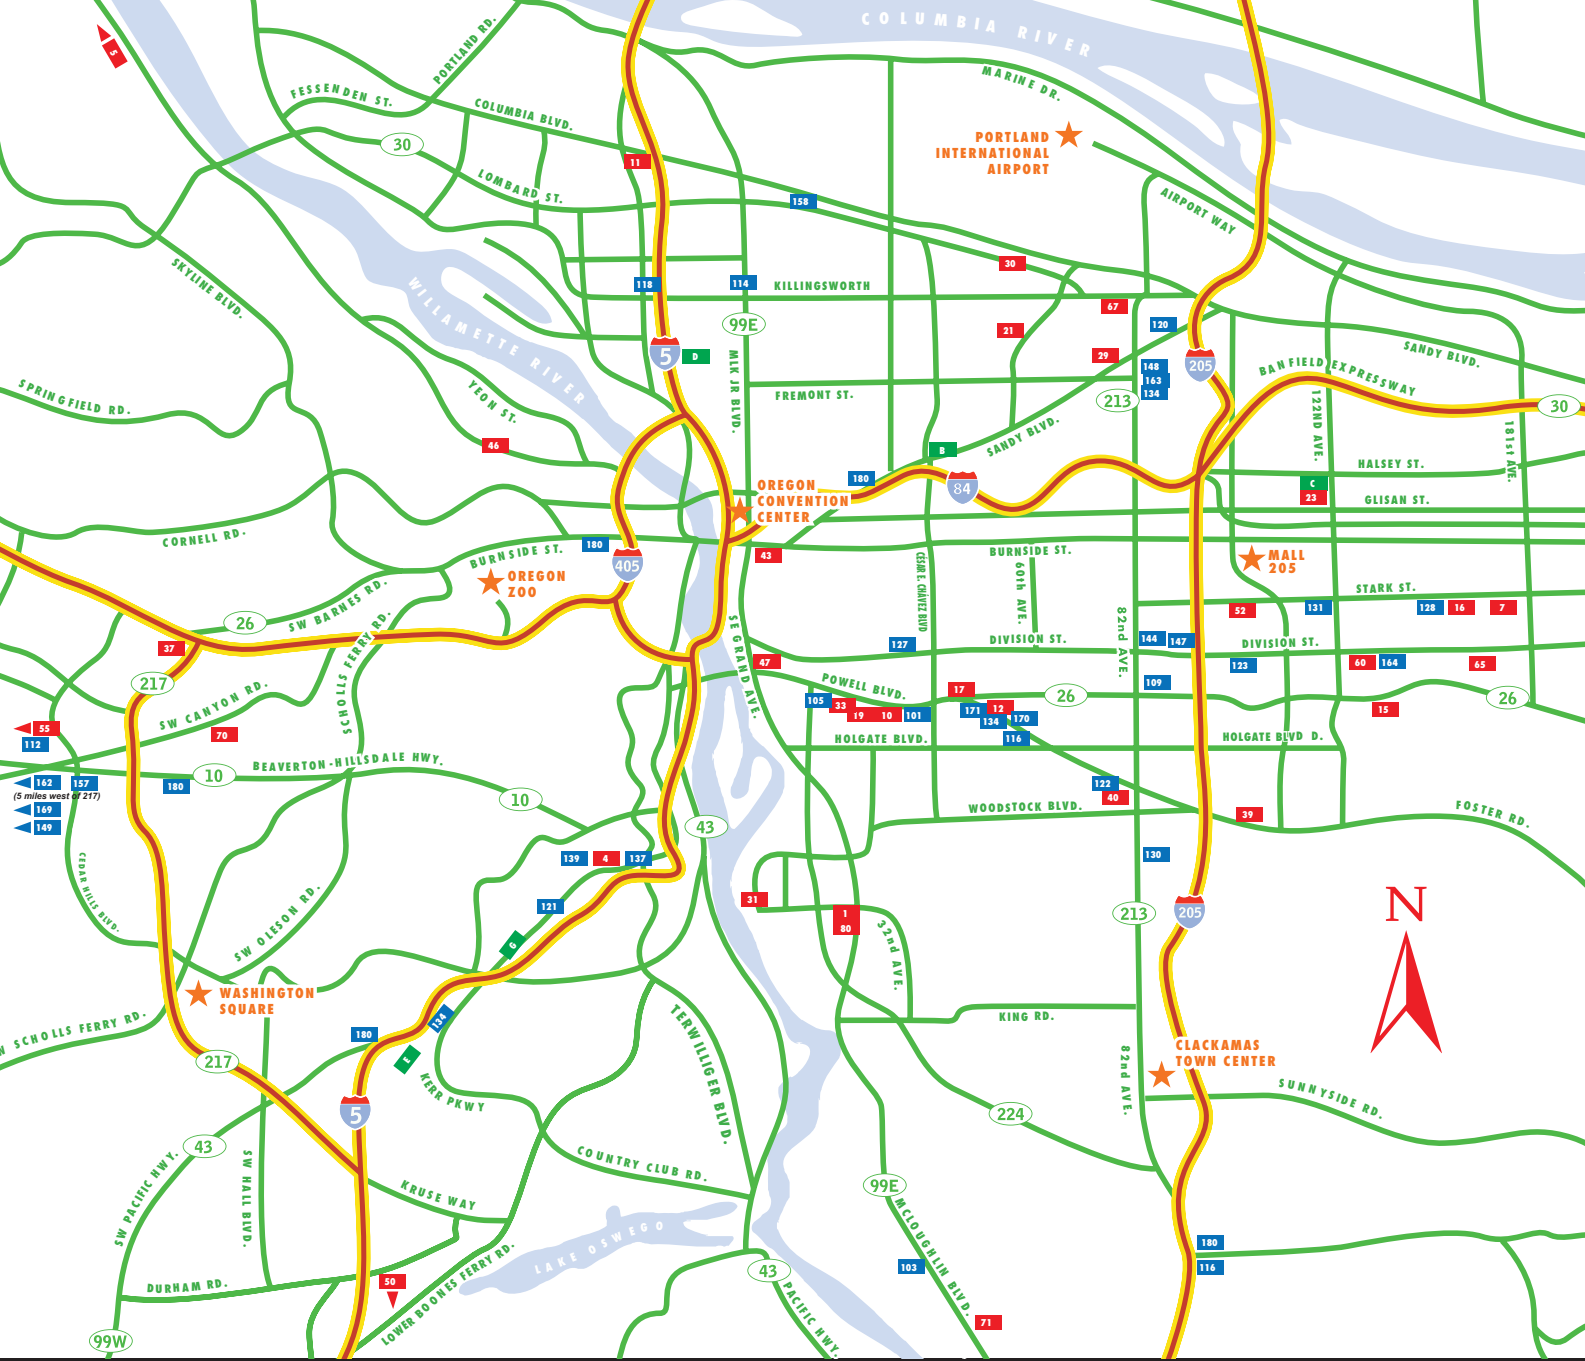 COLUMBIA RIVER
5
PORTLAND RD.
FESSENDEN ST.
COLUMBIA BLVD.
MARINE DR.
30
11
PORTLAND
INTERNATIONAL
AIRPORT
LOMBARD ST.
158
AIRPORT WAY
SKYLINE BLVD.
118
114
KILLINGSWORTH
30
67
WILLAMETTE RIVER
99E
21
120
5
D
29
148
163
134
205
BANFIELD EXPRESSWAY
SANDY BLVD.
SPRINGFIELD RD.
YEON ST.
MLK JR BLVD.
FREMONT ST.
213
122ND AVE.
30
46
SANDY BLVD.
B
181st AVE.
HALSEY ST.
180
84
OREGON
CONVENTION
CENTER
C
23
GLISAN ST.
CORNELL RD.
BURNSIDE ST.
180
43
BURNSIDE ST.
405
OREGON
ZOO
CESAR E. CHAVEZ BLVD
60th AVE.
MALL
205
STARK ST.
SW BARNES RD.
26
52
131
128
16
7
82nd AVE.
SE GRAND AVE.
37
SCHOLLS FERRY RD.
127
DIVISION ST.
144
147
DIVISION ST.
47
123
60
164
65
217
SW CANYON RD.
POWELL BLVD.
17
26
109
26
105
33
19
10
101
171
12
134
170
116
15
55
112
70
HOLGATE BLVD.
HOLGATE BLVD D.
BEAVERTON-HILLSDALE HWY.
10
162
157
180
(5 miles west of 217)
169
149
10
122
40
WOODSTOCK BLVD.
39
FOSTER RD.
43
CEDAR HILLS BLVD.
139
4
137
130
SW OLESON RD.
121
31
1
80
32nd AVE.
213
205
N
G
WASHINGTON
SQUARE
W SCHOLLS FERRY RD.
134
180
TERWILLIGER BLVD.
KING RD.
217
E
KERR PKWY
82nd AVE.
CLACKAMAS
TOWN CENTER
5
SUNNYSIDE RD.
224
43
SW PACIFIC HWY.
SW HALL BLVD.
COUNTRY CLUB RD.
KRUSE WAY
99E
MCLOUGHLIN BLVD.
LAKE OSWEGO
180
116
DURHAM RD.
50
LOWER BOONES FERRY RD.
43
PACIFIC HWY.
103
71
99W